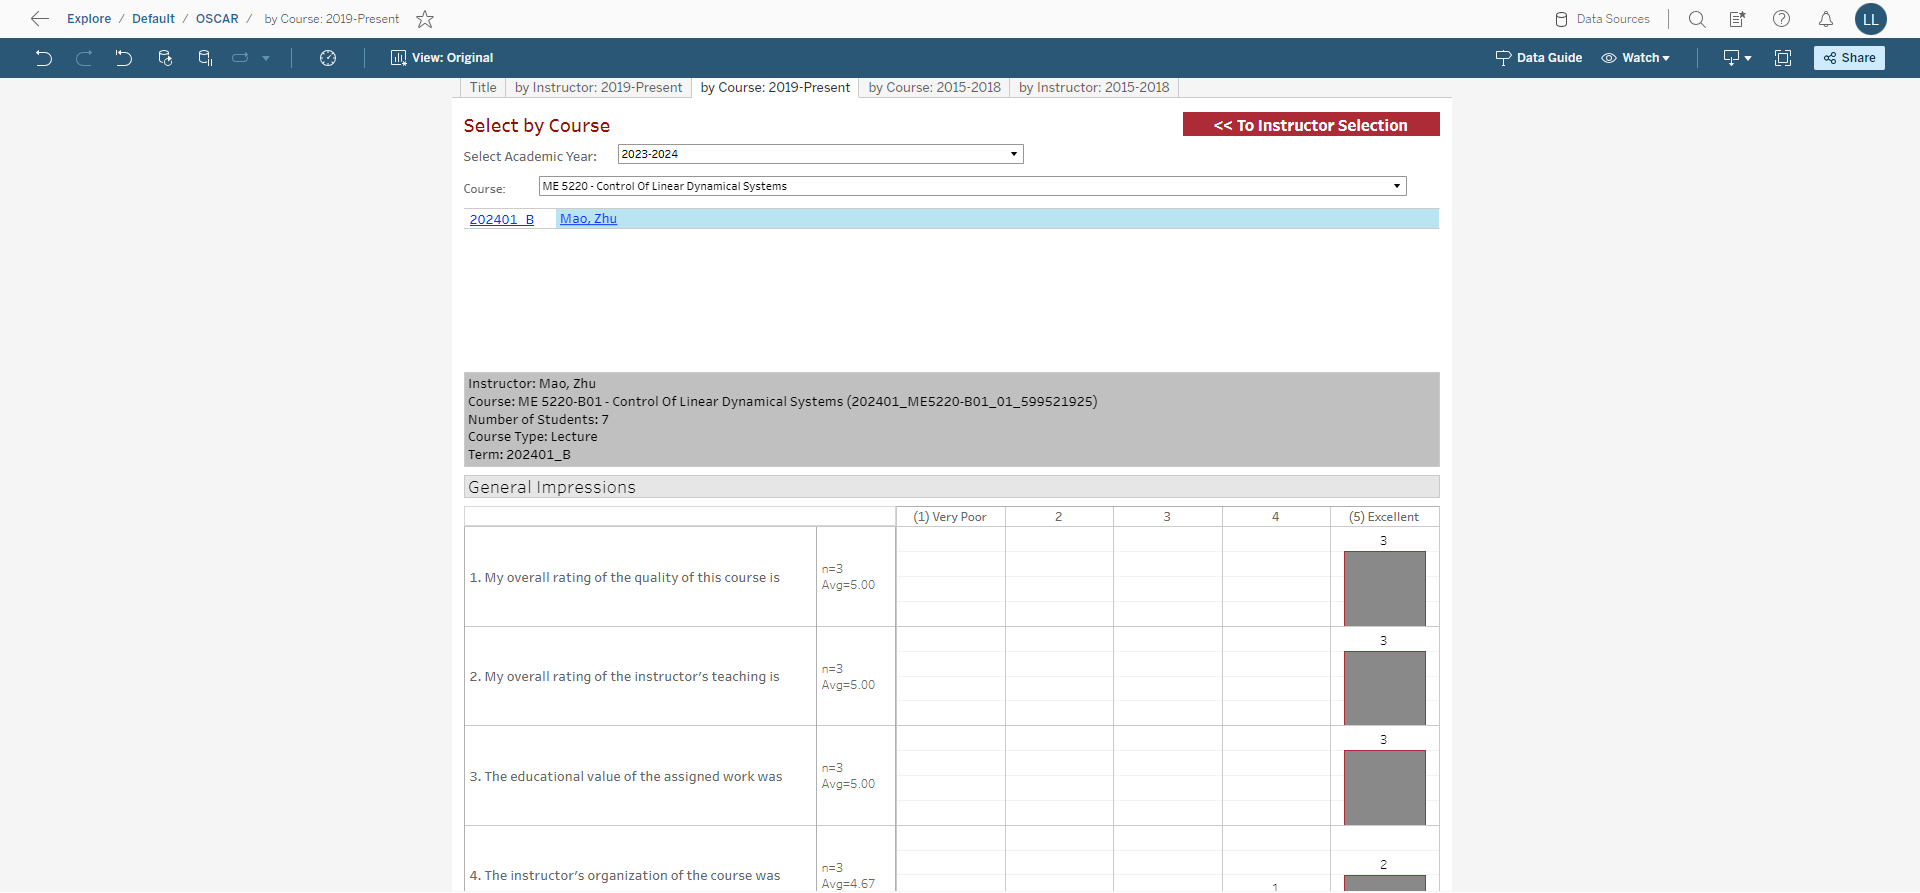 Explore / Default / OSCAR / by Course: 2019-Present
Data Sources
LL
View: Original
Data Guide
Watch
Share
Title
by Instructor: 2019-Present
by Course: 2019-Present
by Course: 2015-2018
by Instructor: 2015-2018
Select by Course
<< To Instructor Selection
Select Academic Year: 2023-2024
Course: ME 5220 - Control Of Linear Dynamical Systems
202401_B Mao, Zhu
Instructor: Mao, Zhu
Course: ME 5220-B01 - Control Of Linear Dynamical Systems (202401_ME5220-B01_01_599521925)
Number of Students: 7
Course Type: Lecture
Term: 202401_B
General Impressions
(1) Very Poor 2 3 4 (5) Excellent
1. My overall rating of the quality of this course is
n=3
Avg=5.00
3
2. My overall rating of the instructor's teaching is
n=3
Avg=5.00
3
3. The educational value of the assigned work was
n=3
Avg=5.00
3
4. The instructor's organization of the course was
n=3
Avg=4.67
1
2